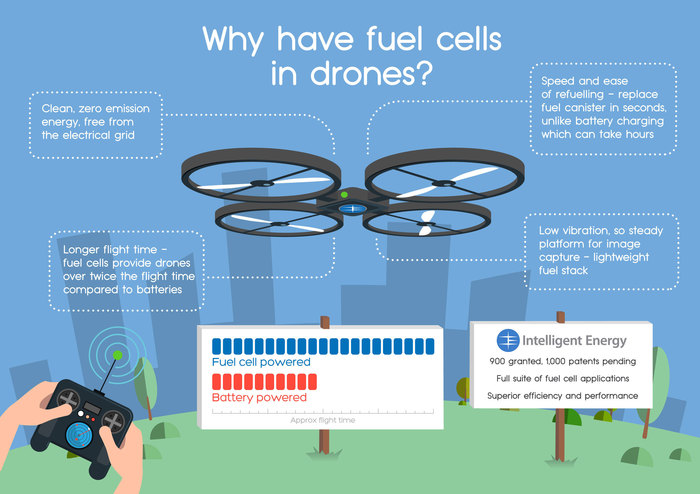 Why have fuel cells
in drones?
Clean, zero emission
energy, free from
the electrical grid
Speed and ease
of refuelling – replace
fuel canister in seconds,
unlike battery charging
which can take hours
Longer flight time –
fuel cells provide drones
over twice the flight time
compared to batteries
Low vibration, so steady
platform for image
capture – lightweight
fuel stack
Fuel cell powered
Battery powered
Approx flight time
Intelligent Energy
900 granted, 1,000 patents pending
Full suite of fuel cell applications
Superior efficiency and performance